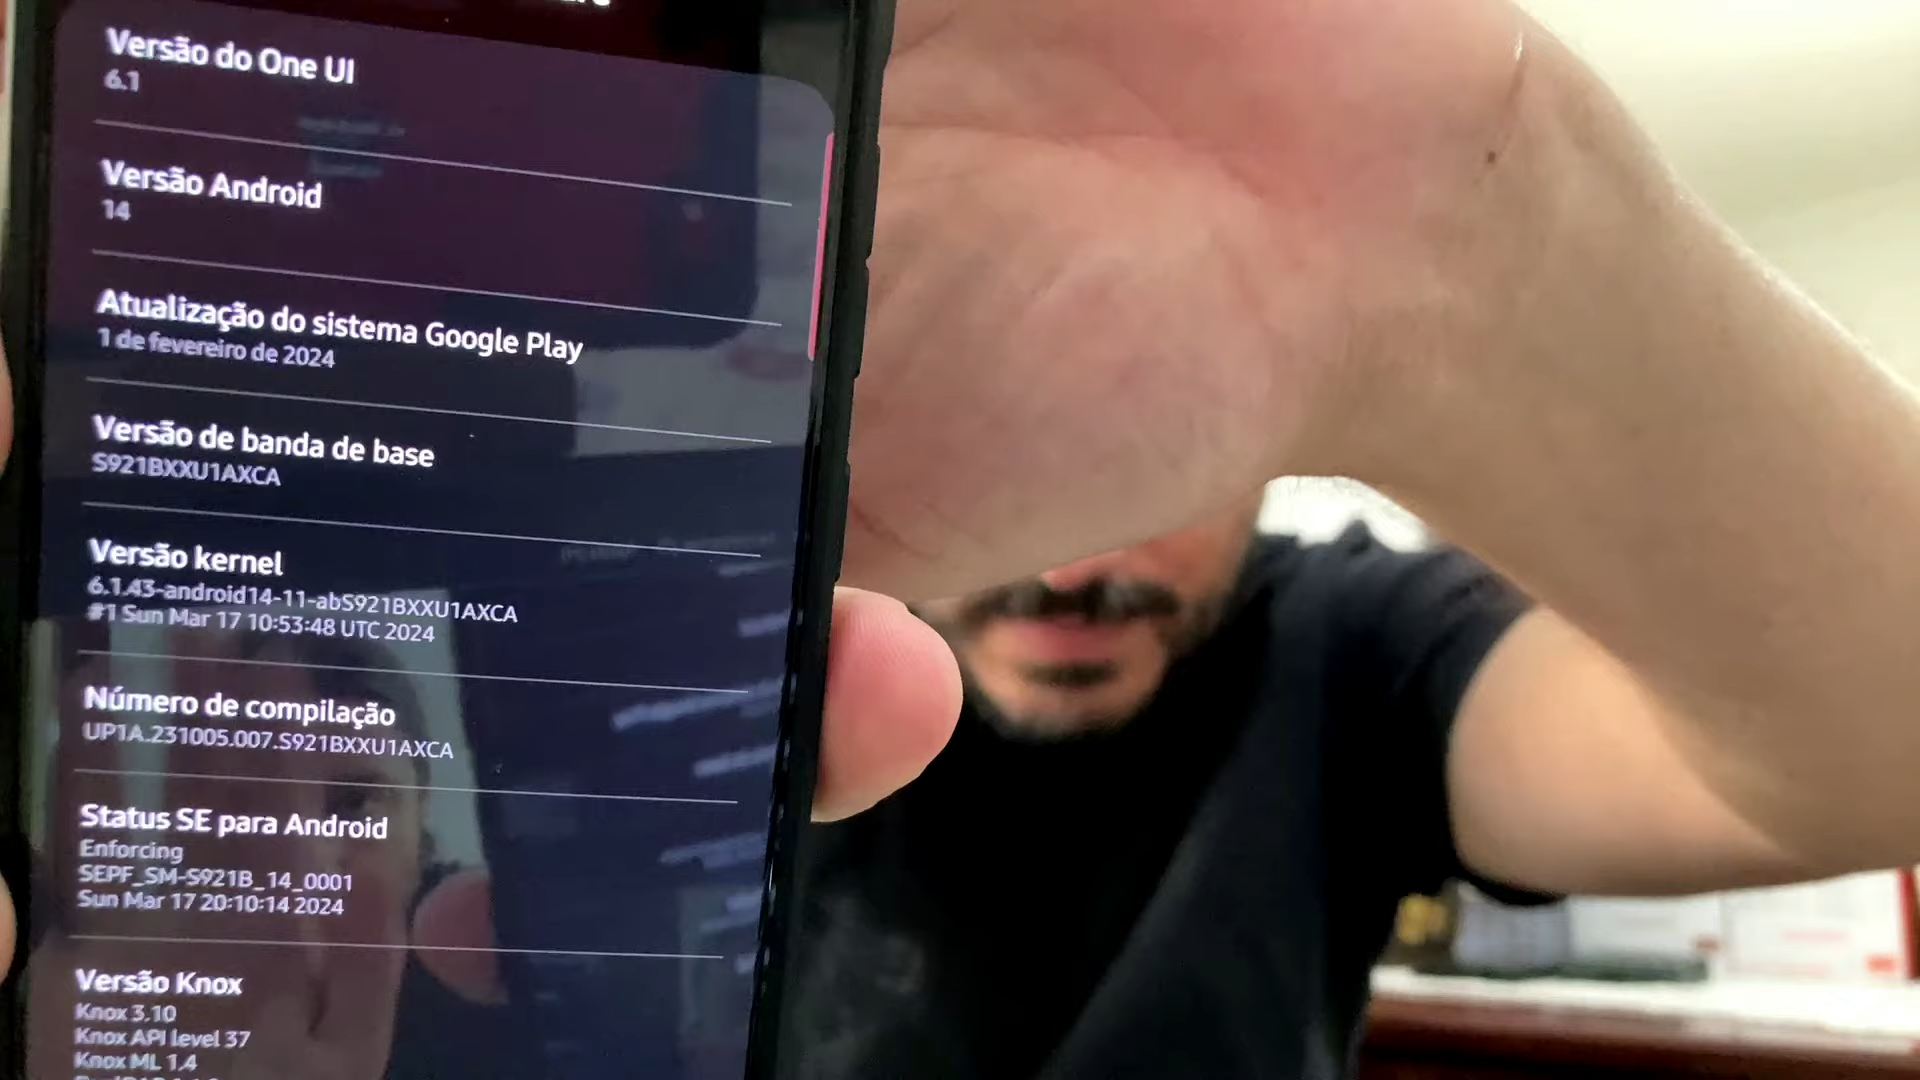 Versão do One UI
6.1
Versão Android
14
Atualização do sistema Google Play
1 de fevereiro de 2024
Versão de banda de base
S921BXXU1AXCA
Versão kernel
6.1.43-android14-11-abS921BXXU1AXCA
#1 Sun Mar 17 10:53:48 UTC 2024
Número de compilação
UP1A.231005.007.S921BXXU1AXCA
Status SE para Android
Enforcing
SEPF_SM-S921B_14_0001
Sun Mar 17 20:10:14 2024
Versão Knox
Knox 3.10
Knox API level 37
Knox ML 1.4